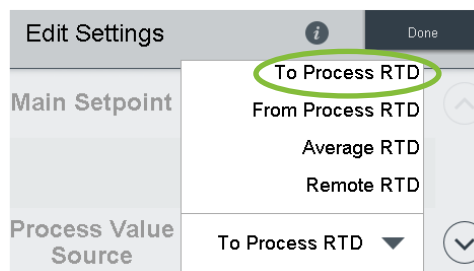 Edit Settings
i
Done
To Process RTD
Main Setpoint
From Process RTD
Average RTD
Remote RTD
Process Value
Source
To Process RTD